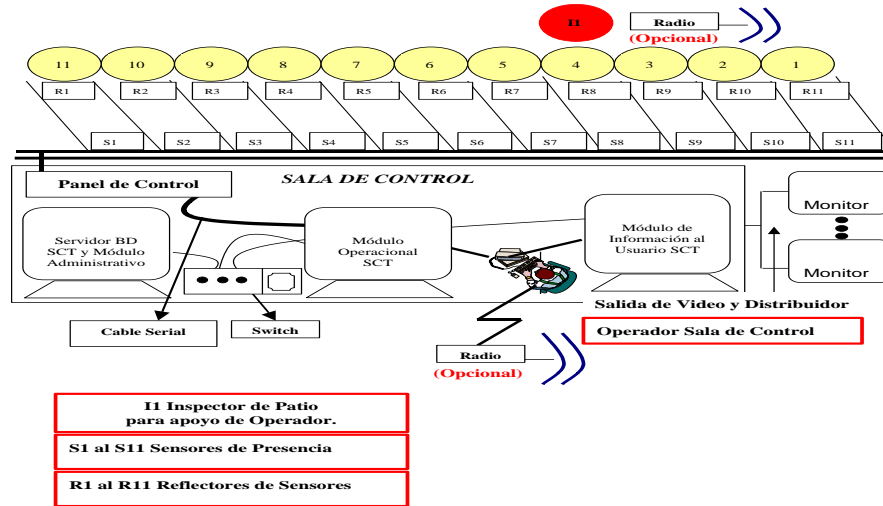 I1
Radio
(Opcional)
11 10 9 8 7 6 5 4 3 2 1
R1 R2 R3 R4 R5 R6 R7 R8 R9 R10 R11
S1 S2 S3 S4 S5 S6 S7 S8 S9 S10 S11
Panel de Control
SALA DE CONTROL
Servidor BD
SCT y Módulo
Administrativo
Módulo
Operacional
SCT
Módulo de
Información al
Usuario SCT
Monitor
Monitor
Cable Serial
Switch
Salida de Video y Distribuidor
Operador Sala de Control
Radio
(Opcional)
I1 Inspector de Patio
para apoyo de Operador.
S1 al S11 Sensores de Presencia
R1 al R11 Reflectores de Sensores